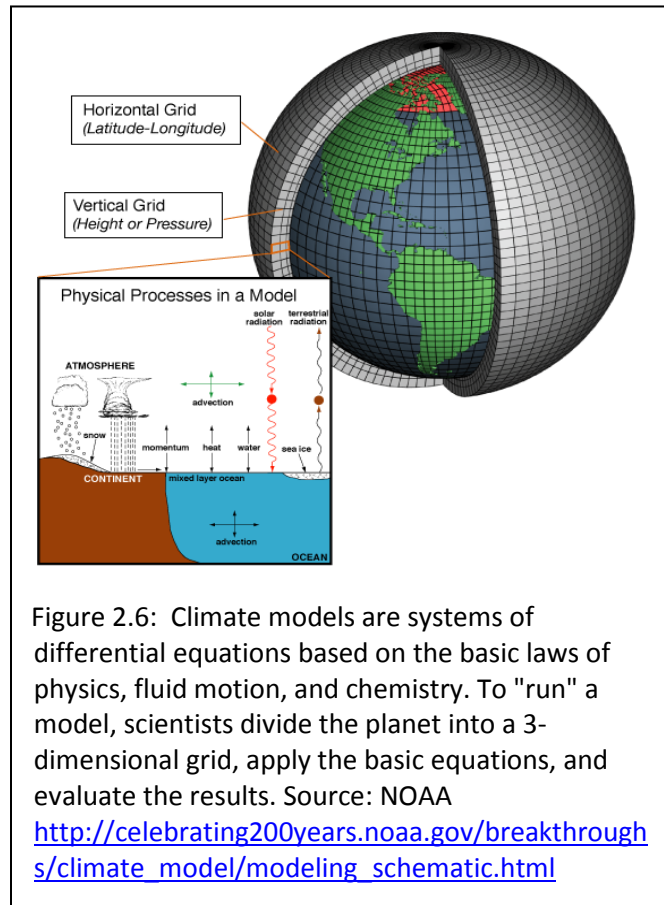 Horizontal Grid
(Latitude-Longitude)
Vertical Grid
(Height or Pressure)
Physical Processes in a Model
solar terrestrial
radiation radiation
ATMOSPHERE
advection
snow
momentum heat water sea ice
CONTINENT mixed layer ocean
advection
OCEAN
Figure 2.6: Climate models are systems of
differential equations based on the basic laws of
physics, fluid motion, and chemistry. To "run" a
model, scientists divide the planet into a 3-
dimensional grid, apply the basic equations, and
evaluate the results. Source: NOAA
http://celebrating200years.noaa.gov/breakthrough
s/climate_model/modeling_schematic.html